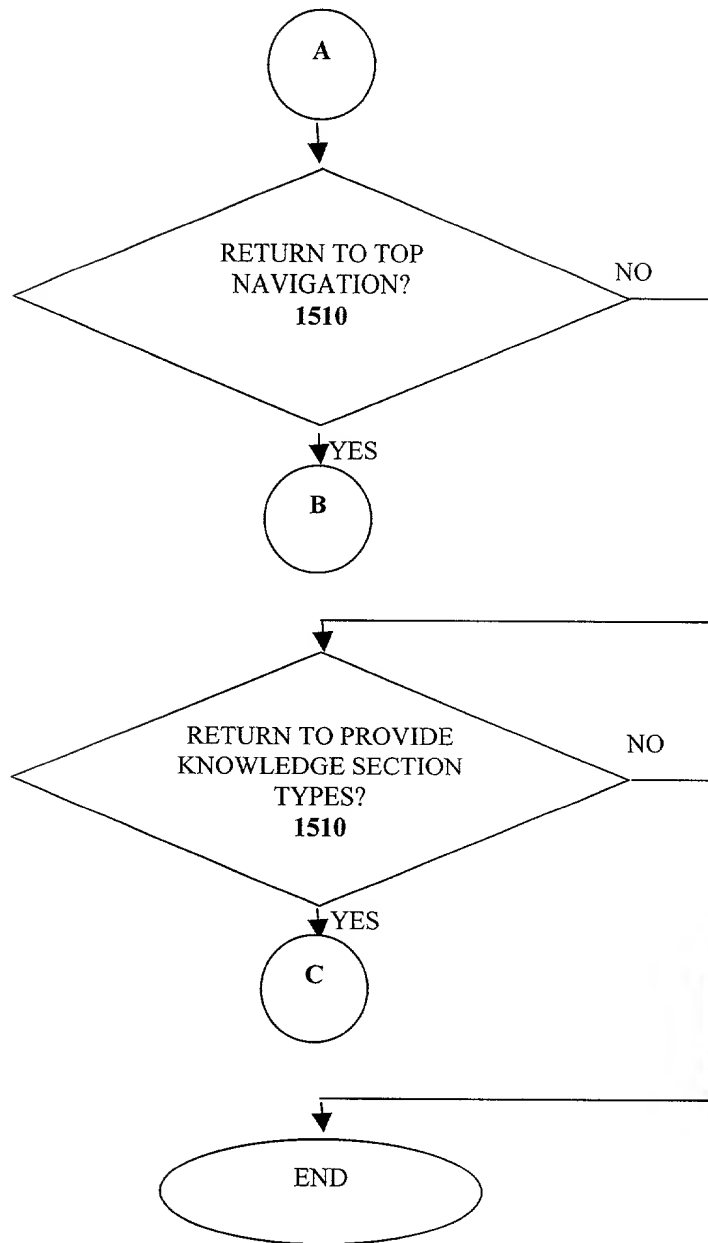 A
RETURN TO TOP
NAVIGATION?
1510
NO
YES
B
RETURN TO PROVIDE
KNOWLEDGE SECTION
TYPES?
1510
NO
YES
C
END